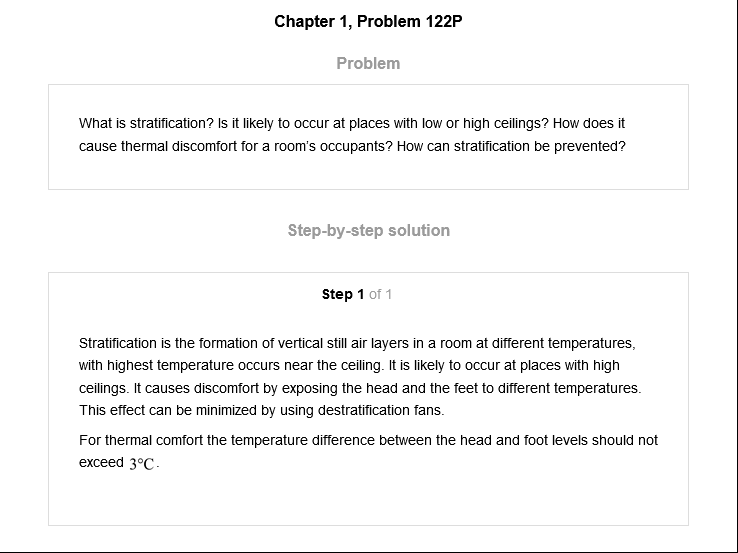 Chapter 1, Problem 122P
Problem
What is stratification? Is it likely to occur at places with low or high ceilings? How does it
cause thermal discomfort for a room's occupants? How can stratification be prevented?
Step-by-step solution
Step 1 of 1
Stratification is the formation of vertical still air layers in a room at different temperatures,
with highest temperature occurs near the ceiling. It is likely to occur at places with high
ceilings. It causes discomfort by exposing the head and the feet to different temperatures.
This effect can be minimized by using destratification fans.
For thermal comfort the temperature difference between the head and foot levels should not
exceed 3°C.